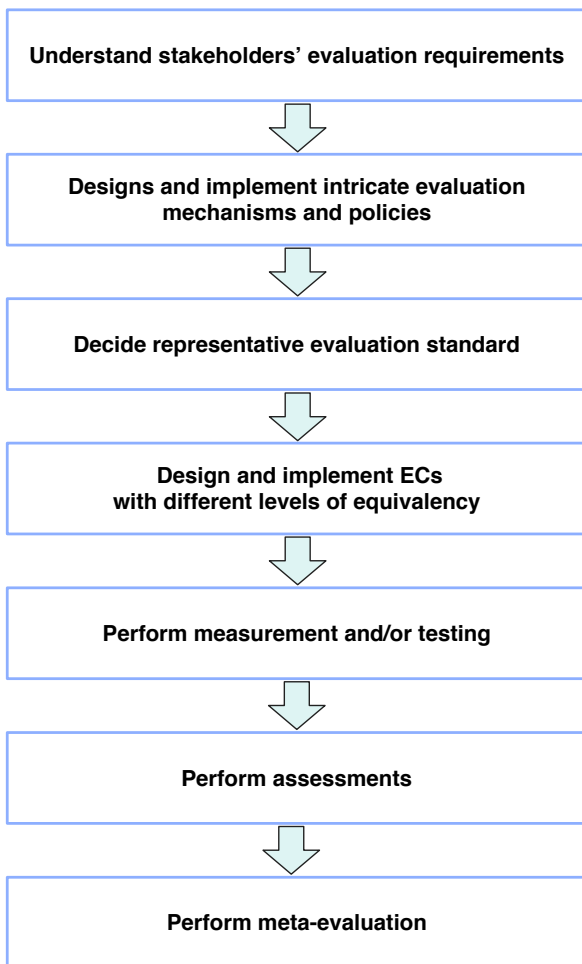 Understand stakeholders’ evaluation requirements
Designs and implement intricate evaluation
mechanisms and policies
Decide representative evaluation standard
Design and implement ECs
with different levels of equivalency
Perform measurement and/or testing
Perform assessments
Perform meta-evaluation